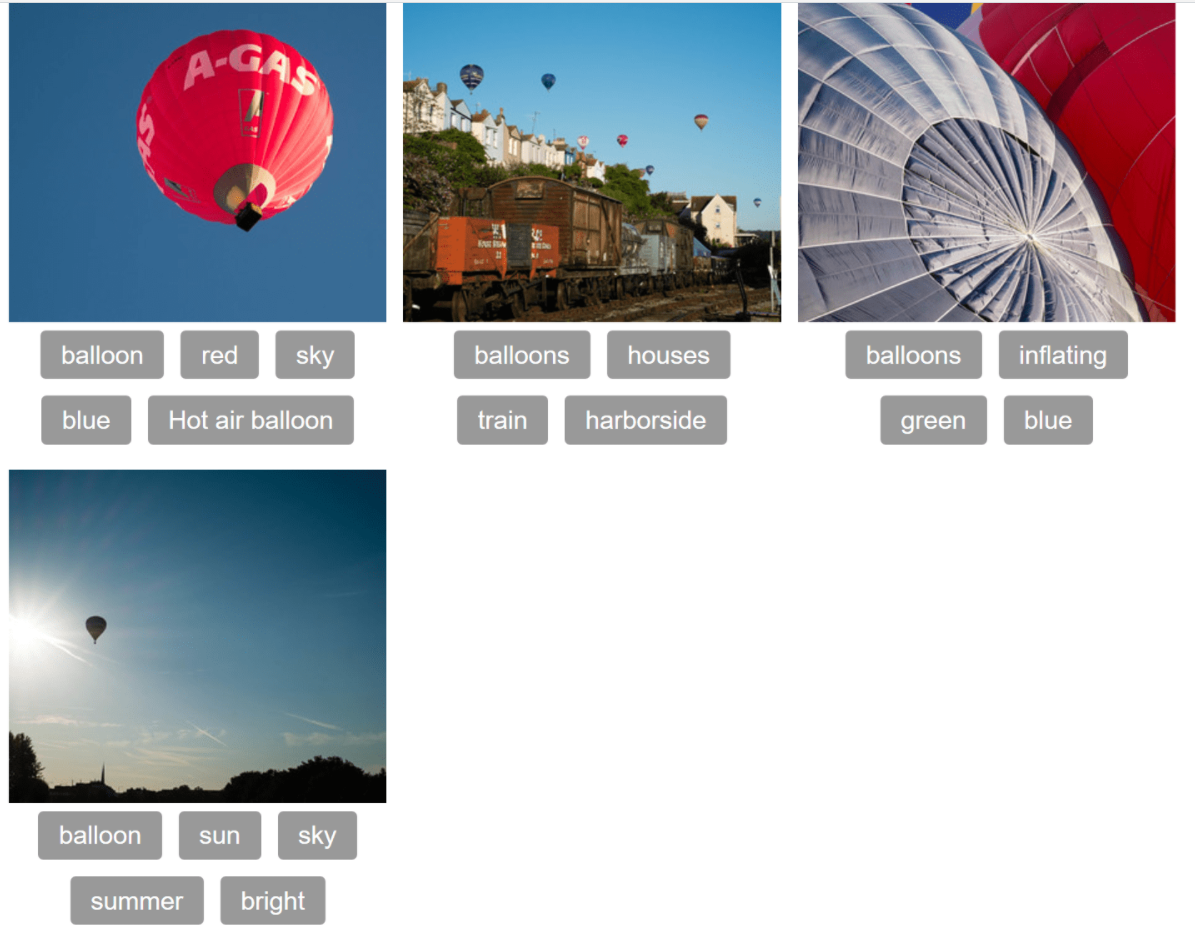 A-GAS
balloon red sky
blue Hot air balloon
balloons houses
train harborside
balloons inflating
green blue
balloon sun sky
summer bright